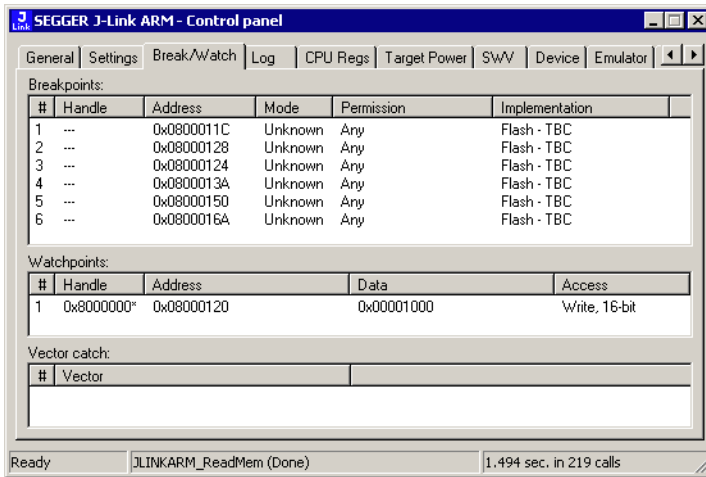 J Link SEGGER J-Link ARM - Control panel
General Settings Break/Watch Log CPU Regs Target Power SWV Device Emulator
Breakpoints:
# Handle Address Mode Permission Implementation
1 --- 0x0800011C Unknown Any Flash - TBC
2 --- 0x08000128 Unknown Any Flash - TBC
3 --- 0x08000124 Unknown Any Flash - TBC
4 --- 0x0800013A Unknown Any Flash - TBC
5 --- 0x08000150 Unknown Any Flash - TBC
6 --- 0x0800016A Unknown Any Flash - TBC
Watchpoints:
# Handle Address Data Access
1 0x8000000* 0x08000120 0x00001000 Write, 16-bit
Vector catch:
# Vector
Ready JLINKARM_ReadMem (Done) 1.494 sec. in 219 calls